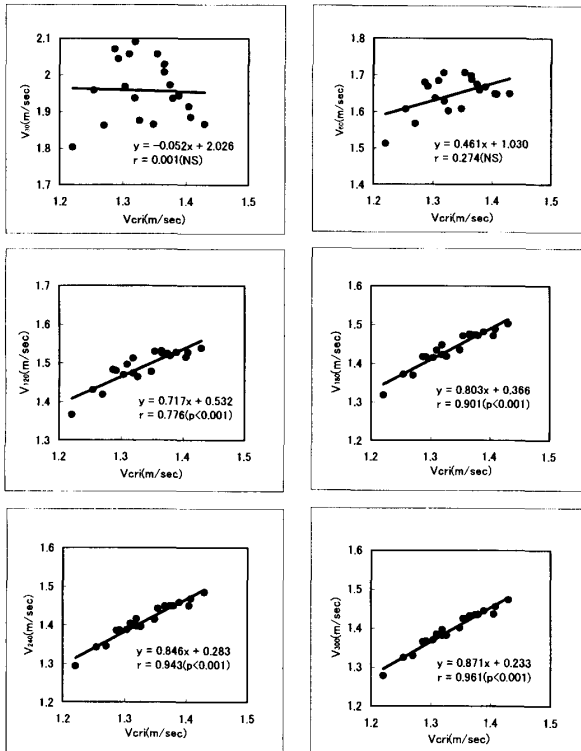 2.1
2
1.9
1.8
1.7
V₃₀(m/sec)
y = −0.052x + 2.026
r = 0.001(NS)
1.2 1.3 1.4 1.5
Vcri(m/sec)
1.8
1.7
1.6
1.5
1.4
V₆₀(m/sec)
y = 0.461x + 1.030
r = 0.274(NS)
1.2 1.3 1.4 1.5
Vcri(m/sec)
1.6
1.5
1.4
1.3
V₁₂₀(m/sec)
y = 0.717x + 0.532
r = 0.776(p<0.001)
1.2 1.3 1.4 1.5
Vcri(m/sec)
1.6
1.5
1.4
1.3
1.2
V₁₈₀(m/sec)
y = 0.803x + 0.366
r = 0.901(p<0.001)
1.2 1.3 1.4 1.5
Vcri(m/sec)
1.6
1.5
1.4
1.3
1.2
V₂₄₀(m/sec)
y = 0.846x + 0.283
r = 0.943(p<0.001)
1.2 1.3 1.4 1.5
Vcri(m/sec)
1.6
1.5
1.4
1.3
1.2
V₃₀₀(m/sec)
y = 0.871x + 0.233
r = 0.961(p<0.001)
1.2 1.3 1.4 1.5
Vcri(m/sec)